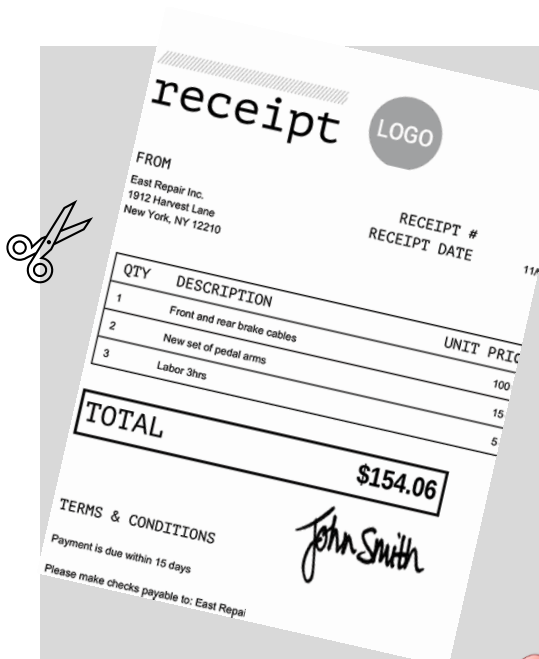 receipt
LOGO
FROM
East Repair Inc.
1912 Harvest Lane
New York, NY 12210
RECEIPT #
RECEIPT DATE
QTY DESCRIPTION UNIT
1 Front and rear brake cables 100
2 New set of pedal arms 15
3 Labor 3hrs 5
TOTAL $154.06
John Smith
TERMS & CONDITIONS
Payment is due within 15 days
Please make checks payable to: East